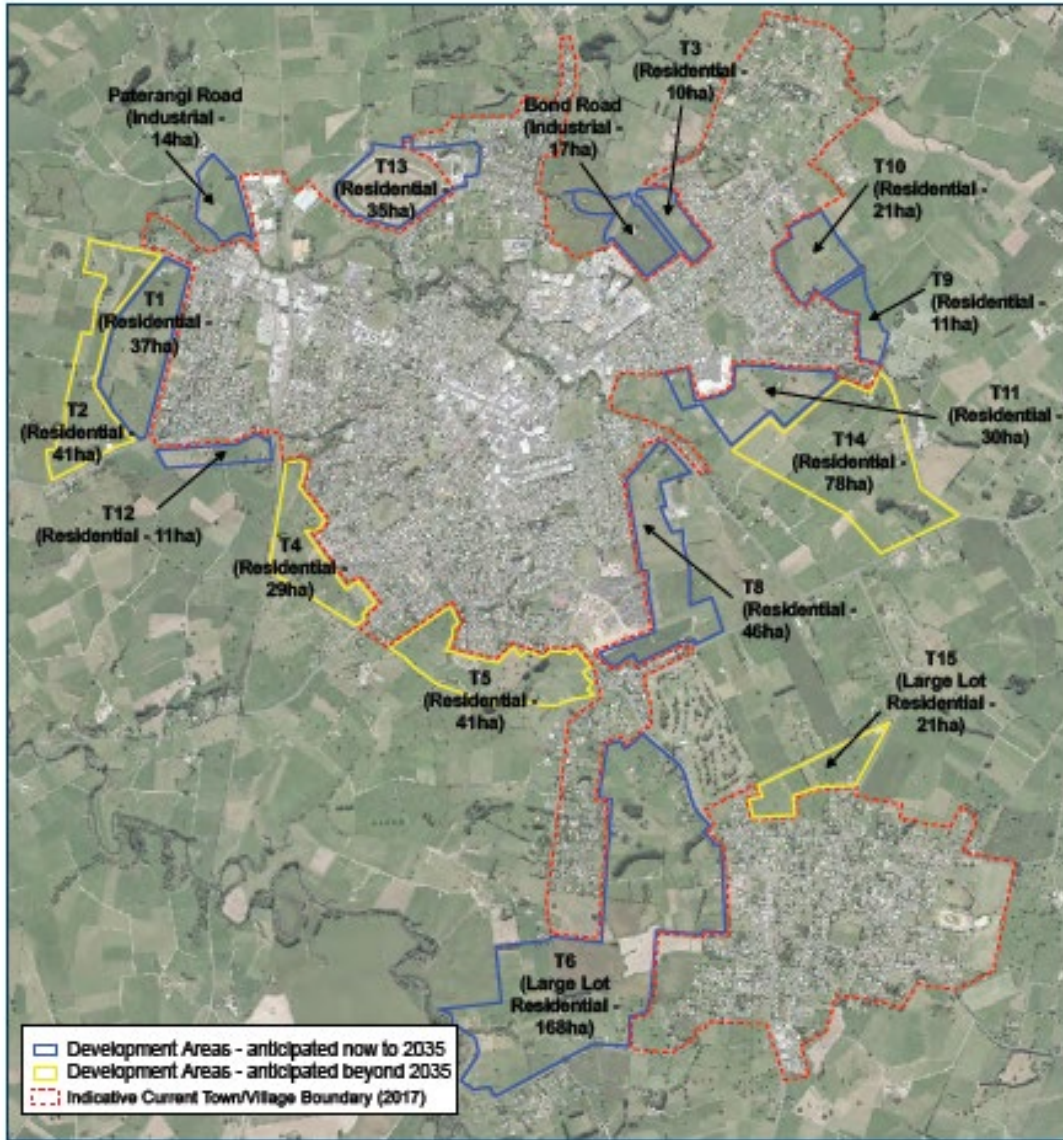 T3
(Residential -
10ha)
Paterangi Road
(Industrial -
14ha)
Bond Road
(Industrial -
17ha)
T13
(Residential -
35ha)
T10
(Residential -
21ha)
T9
(Residential -
11ha)
T1
(Residential -
37ha)
T2
(Residential -
41ha)
T11
(Residential -
30ha)
T14
(Residential -
78ha)
T12
(Residential - 11ha)
T4
(Residential -
29ha)
T8
(Residential -
46ha)
T5
(Residential -
41ha)
T15
(Large Lot
Residential -
21ha)
T6
(Large Lot
Residential -
168ha)
Development Areas - anticipated now to 2035
Development Areas - anticipated beyond 2035
Indicative Current Town/Village Boundary (2017)